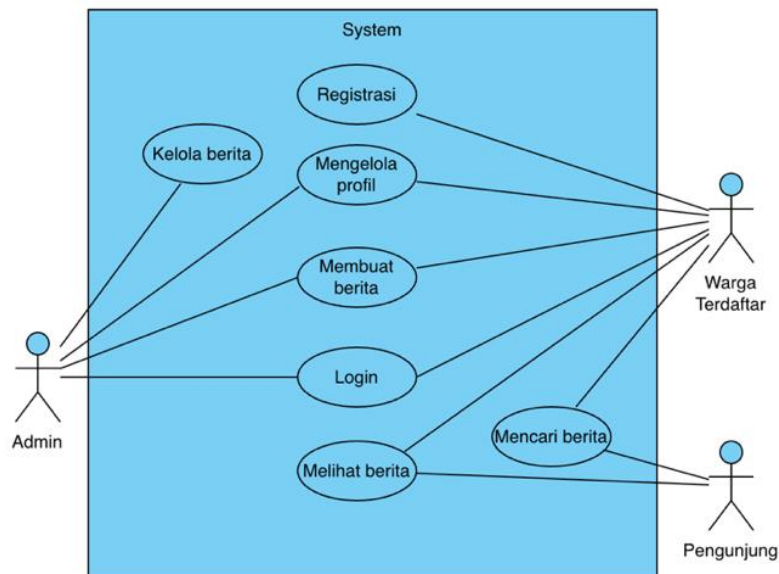 System
Registrasi
Kelola berita
Mengelola
profil
Membuat
berita
Warga
Terdaftar
Login
Admin
Mencari berita
Melihat berita
Pengunjung